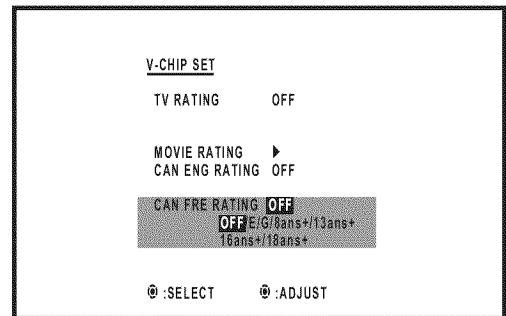 V-CHIP SET
TV RATING OFF
MOVIE RATING ▶
CAN ENG RATING OFF
CAN FRE RATING OFF
OFF/E/G/8ans+/13ans+
16ans+/18ans+
:SELECT :ADJUST